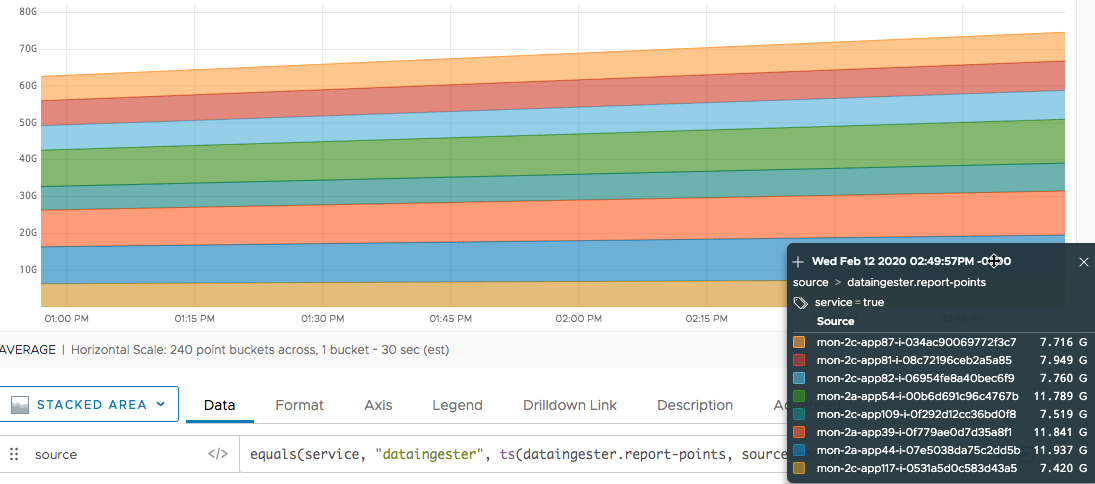 80G
70G
60G
50G
40G
30G
20G
10G
01:00 PM 01:15 PM 01:30 PM 01:45 PM 02:00 PM 02:15 PM
Wed Feb 12 2020 02:49:57PM
source > dataingester.report-points
service = true
Source
mon-2c-app87-i-034ac90069772f3c7 7.716 G
mon-2c-app81-i-08c72196ceb2a5a85 7.949 G
mon-2c-app82-i-06954fe8a40bec6f9 7.760 G
mon-2a-app54-i-00b6d691c96c4767b 11.789 G
mon-2c-app109-i-0f292d12cc36bd0f8 7.519 G
mon-2a-app39-i-0f779ae0d7d35a8f1 11.841 G
mon-2a-app44-i-07e5038da75c2dd5b 11.937 G
mon-2c-app117-i-0531a5d0c583d43a5 7.420 G
AVERAGE | Horizontal Scale: 240 point buckets across, 1 bucket ~ 30 sec (est)
STACKED AREA Data Format Axis Legend Drilldown Link Description
source </> equals(service, "dataingester", ts(dataingester.report-points, source